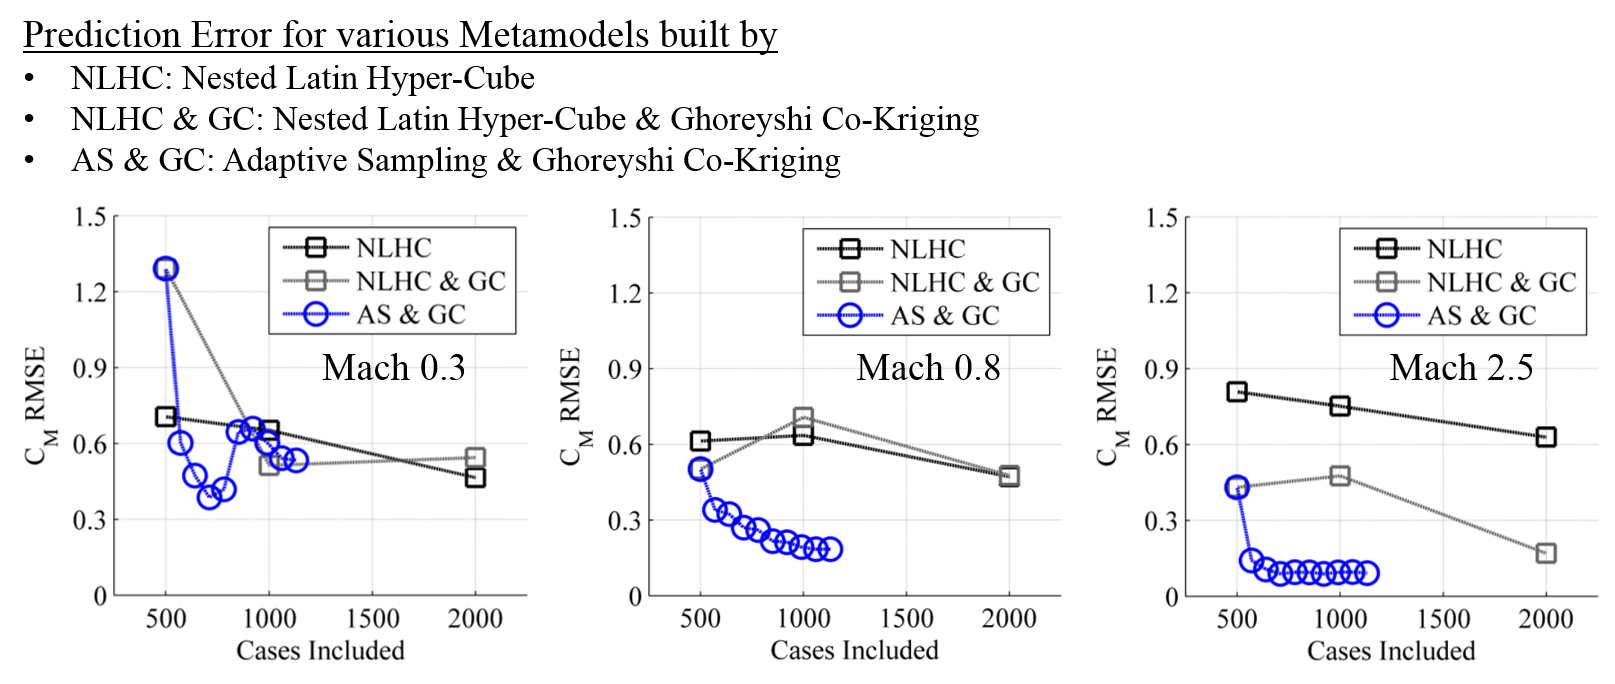 Prediction Error for various Metamodels built by
• NLHC: Nested Latin Hyper-Cube
• NLHC & GC: Nested Latin Hyper-Cube & Ghoreyshi Co-Kriging
• AS & GC: Adaptive Sampling & Ghoreyshi Co-Kriging
1.5
1.2
0.9
0.6
0.3
0
C_M RMSE
NLHC
NLHC & GC
AS & GC
Mach 0.3
500 1000 1500 2000
Cases Included
1.5
1.2
0.9
0.6
0.3
0
C_M RMSE
NLHC
NLHC & GC
AS & GC
Mach 0.8
500 1000 1500 2000
Cases Included
1.5
1.2
0.9
0.6
0.3
0
C_M RMSE
NLHC
NLHC & GC
AS & GC
Mach 2.5
500 1000 1500 2000
Cases Included